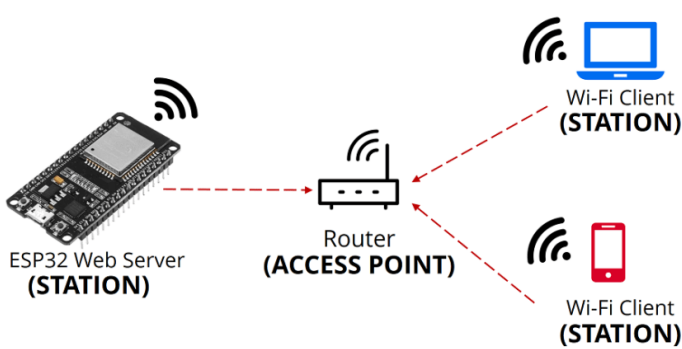 Wi-Fi Client
(STATION)
ESP32 Web Server
(STATION)
Router
(ACCESS POINT)
Wi-Fi Client
(STATION)